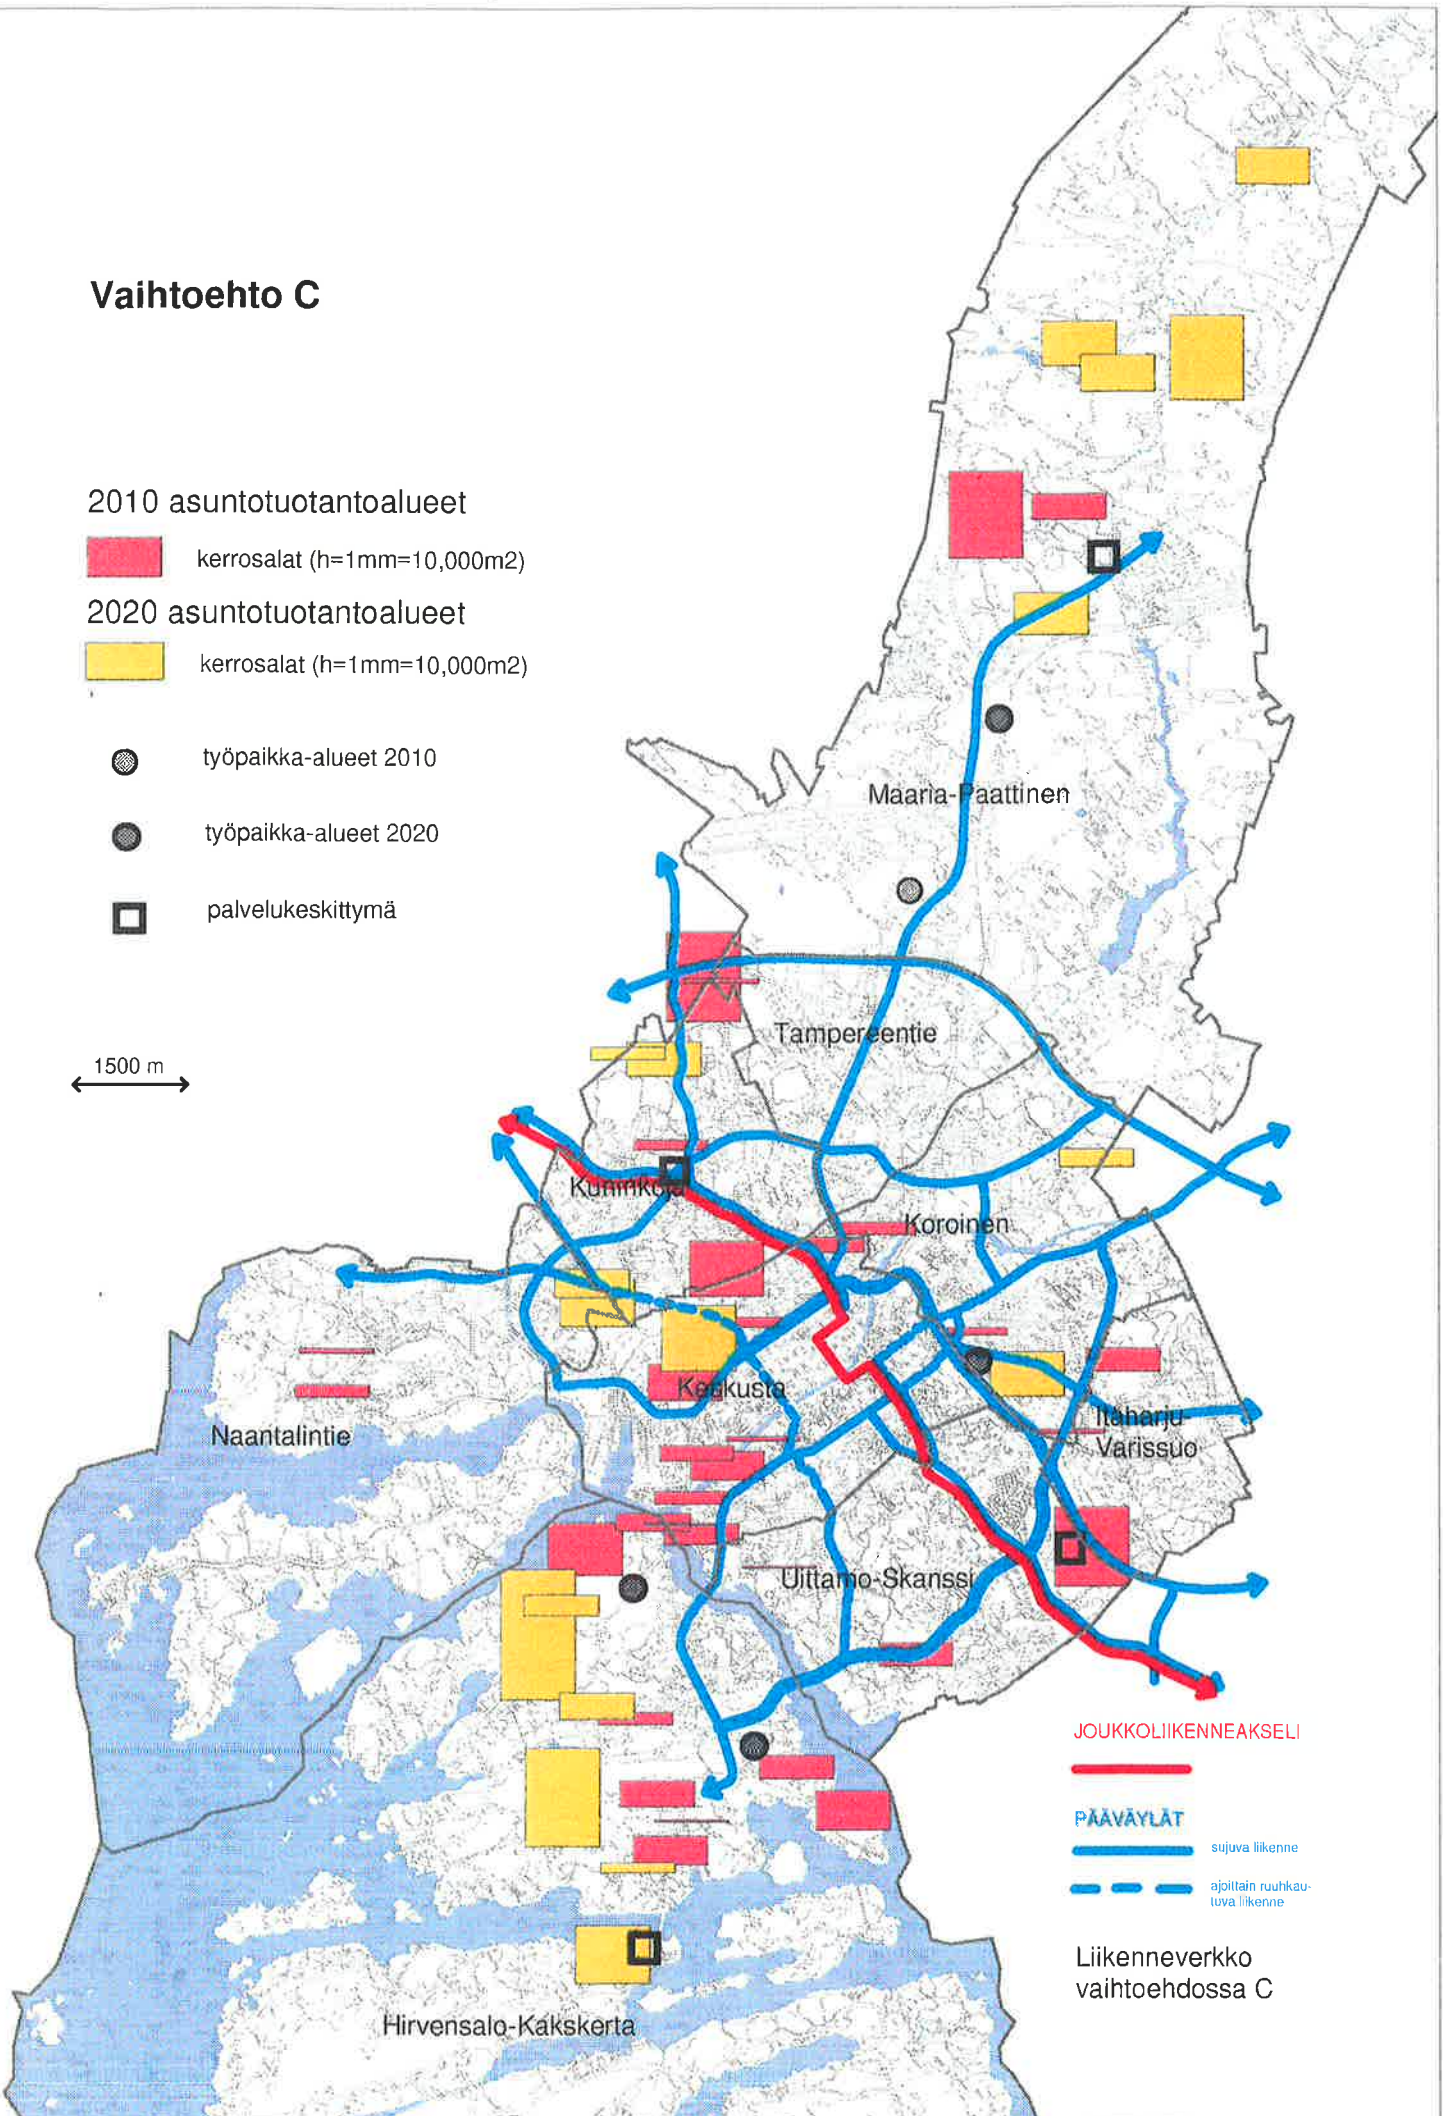 Vaihtoehto C
2010 asuntotuotantoalueet
kerrosalat (h=1mm=10,000m2)
2020 asuntotuotantoalueet
kerrosalat (h=1mm=10,000m2)
työpaikka-alueet 2010
työpaikka-alueet 2020
palvelukeskittymä
1500 m
Maaria-Paattinen
Tampereentie
Kuninkoja
Koroinen
Keskusta
Naantalintie
Itäharju-
Varissuo
Uittamo-Skanssi
Hirvensalo-Kakskerta
JOUKKOLIIKENNEAKSELI
PÄÄVÄYLÄT
sujuva liikenne
ajoittain ruuhkau-
tuva liikenne
Liikenneverkko
vaihtoehdossa C